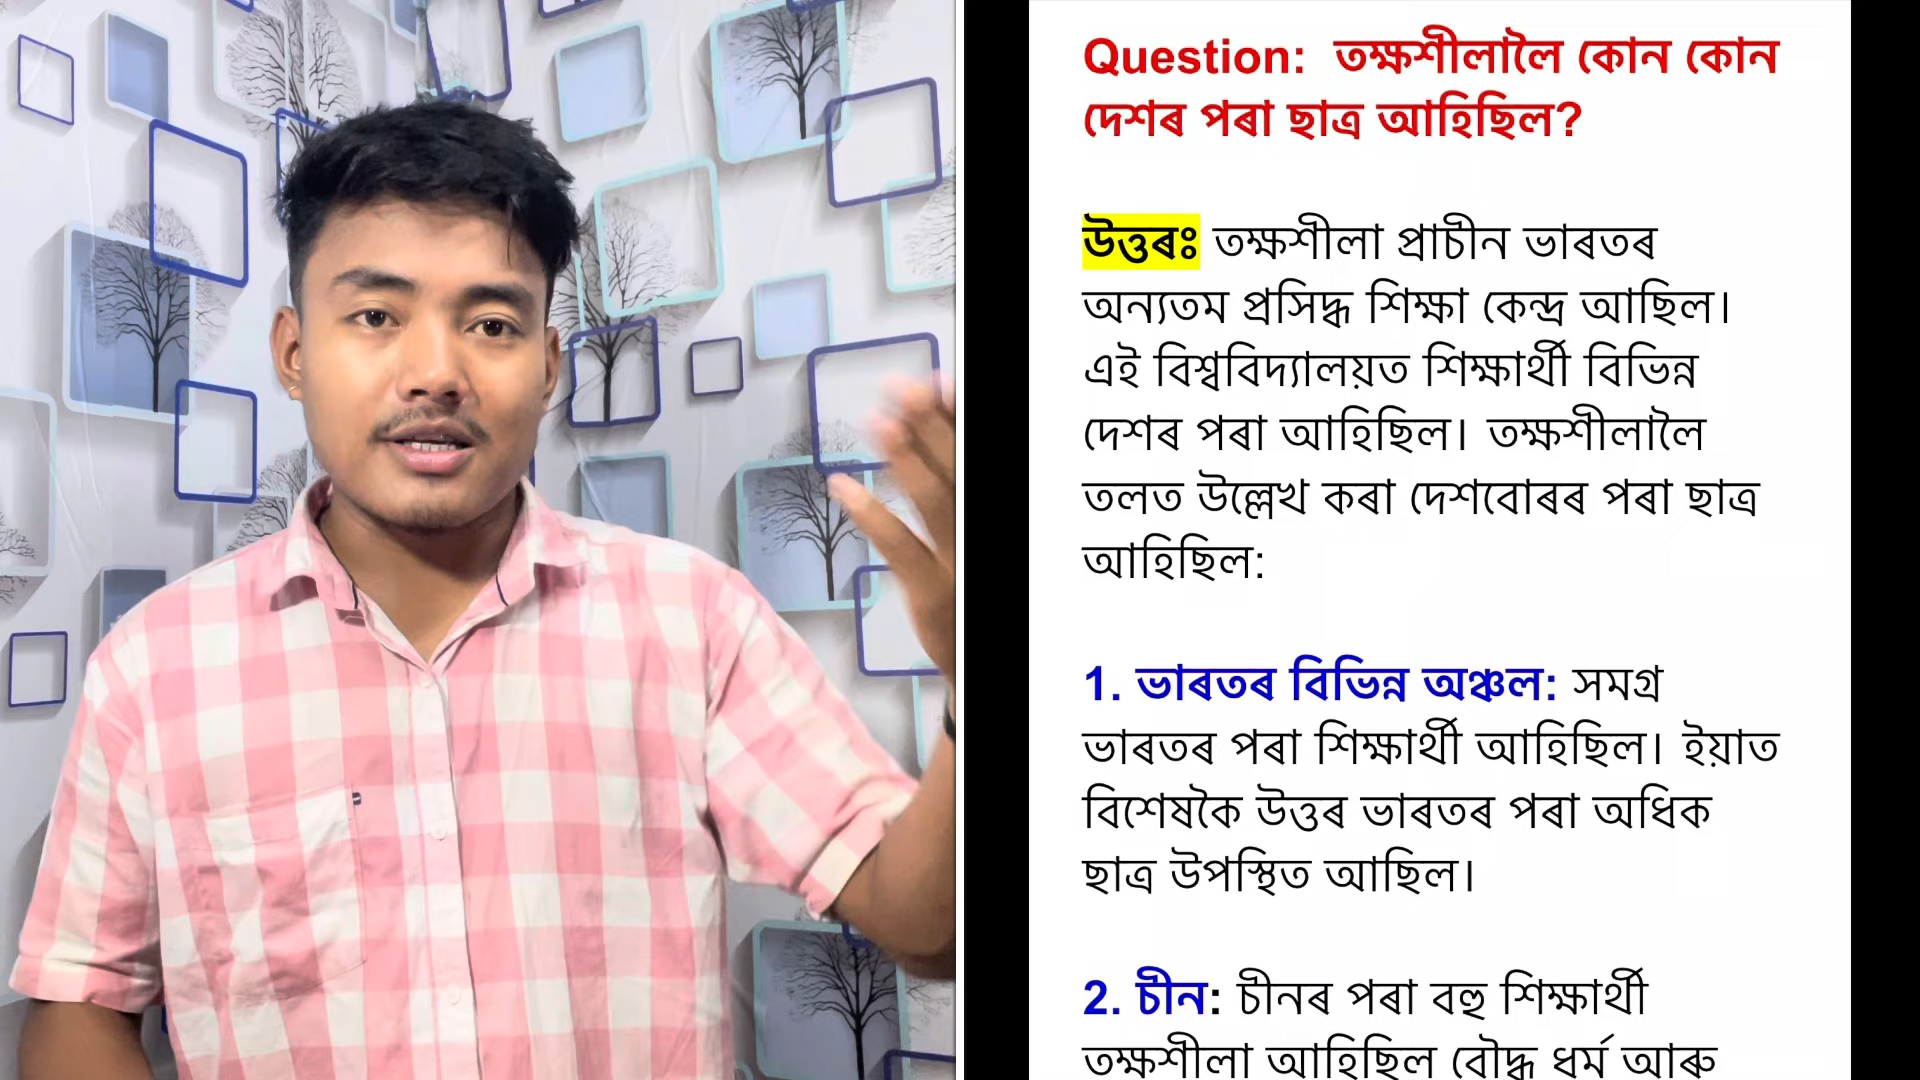 Question: তক্ষশীলালৈ কোন কোন
দেশৰ পৰা ছাত্ৰ আহিছিল?
উত্তৰঃ তক্ষশীলা প্ৰাচীন ভাৰতৰ
অন্যতম প্ৰসিদ্ধ শিক্ষা কেন্দ্ৰ আছিল।
এই বিশ্ববিদ্যালয়ত শিক্ষাৰ্থী বিভিন্ন
দেশৰ পৰা আহিছিল। তক্ষশীলালৈ
তলত উল্লেখ কৰা দেশবোৰৰ পৰা ছাত্ৰ
আহিছিল:
1. ভাৰতৰ বিভিন্ন অঞ্চল: সমগ্ৰ
ভাৰতৰ পৰা শিক্ষাৰ্থী আহিছিল। ইয়াত
বিশেষকৈ উত্তৰ ভাৰতৰ পৰা অধিক
ছাত্ৰ উপস্থিত আছিল।
2. চীন: চীনৰ পৰা বহু শিক্ষাৰ্থী
তক্ষশীলা আহিছিল বৌদ্ধ ধৰ্ম আৰু